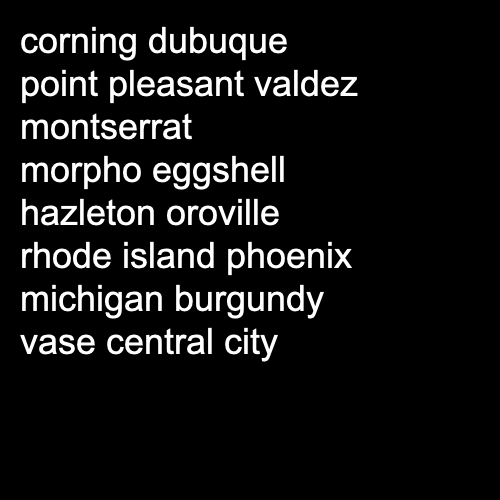 corning dubuque
point pleasant valdez
montserrat
morpho eggshell
hazleton oroville
rhode island phoenix
michigan burgundy
vase central city